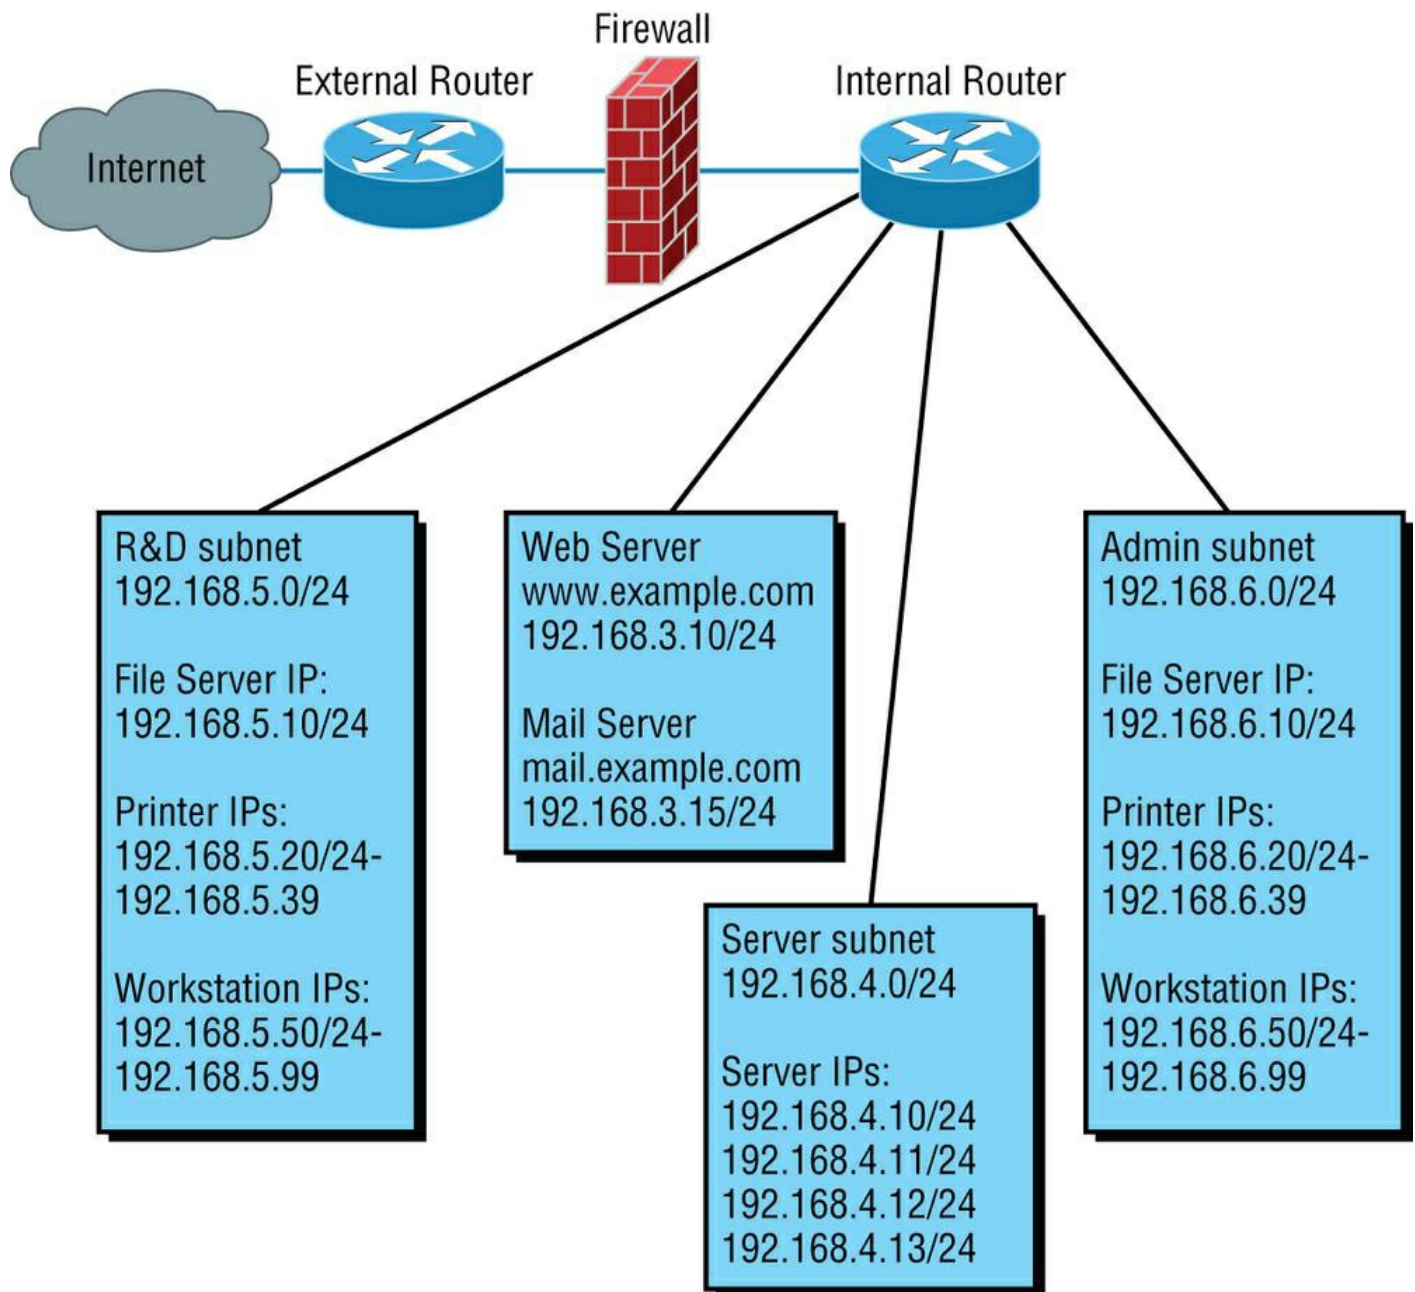 Firewall
External Router
Internal Router
Internet
R&D subnet
192.168.5.0/24
File Server IP:
192.168.5.10/24
Printer IPs:
192.168.5.20/24-
192.168.5.39
Workstation IPs:
192.168.5.50/24-
192.168.5.99
Web Server
www.example.com
192.168.3.10/24
Mail Server
mail.example.com
192.168.3.15/24
Server subnet
192.168.4.0/24
Server IPs:
192.168.4.10/24
192.168.4.11/24
192.168.4.12/24
192.168.4.13/24
Admin subnet
192.168.6.0/24
File Server IP:
192.168.6.10/24
Printer IPs:
192.168.6.20/24-
192.168.6.39
Workstation IPs:
192.168.6.50/24-
192.168.6.99